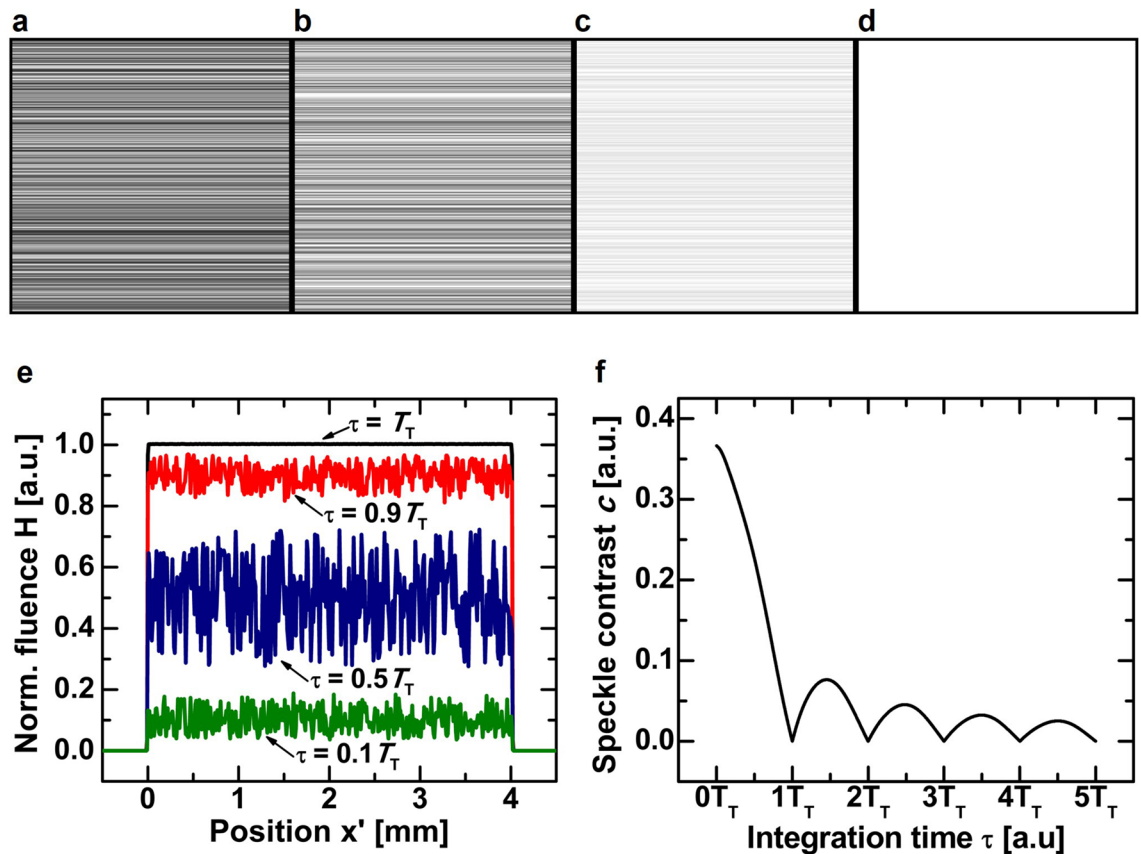 a b c d
e
Norm. fluence H [a.u.]
1.0
0.8
0.6
0.4
0.2
0.0
τ = T_T
τ = 0.9 T_T
τ = 0.5 T_T
τ = 0.1 T_T
0 1 2 3 4
Position x' [mm]
f
Speckle contrast c [a.u.]
0.4
0.3
0.2
0.1
0.0
0T_T 1T_T 2T_T 3T_T 4T_T 5T_T
Integration time τ [a.u]